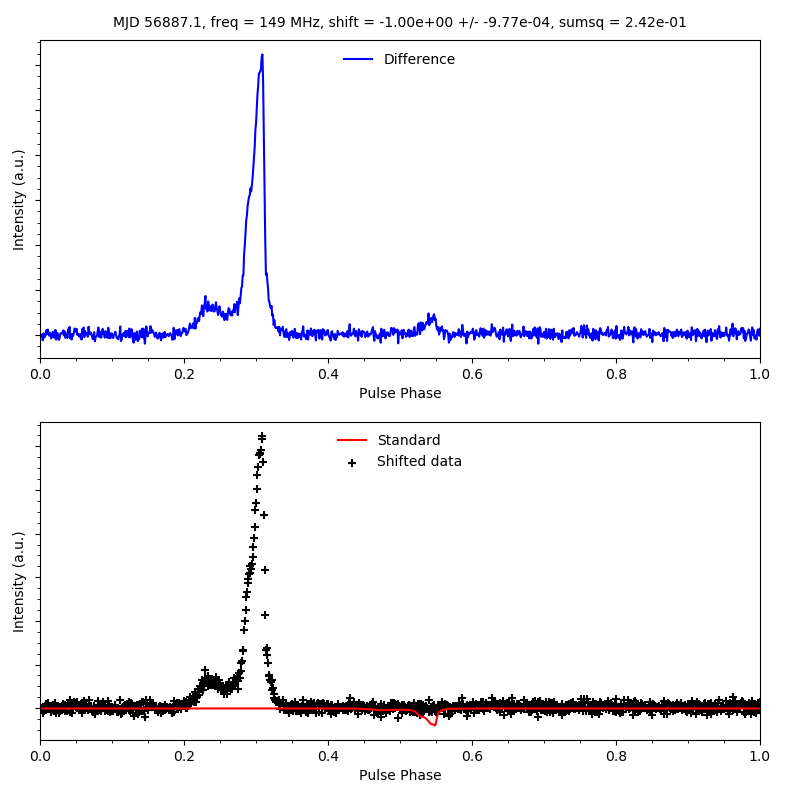 MJD 56887.1, freq = 149 MHz, shift = -1.00e+00 +/- -9.77e-04, sumsq = 2.42e-01
Difference
Intensity (a.u.)
0.0 0.2 0.4 0.6 0.8 1.0
Pulse Phase
Standard
Shifted data
Intensity (a.u.)
0.0 0.2 0.4 0.6 0.8 1.0
Pulse Phase